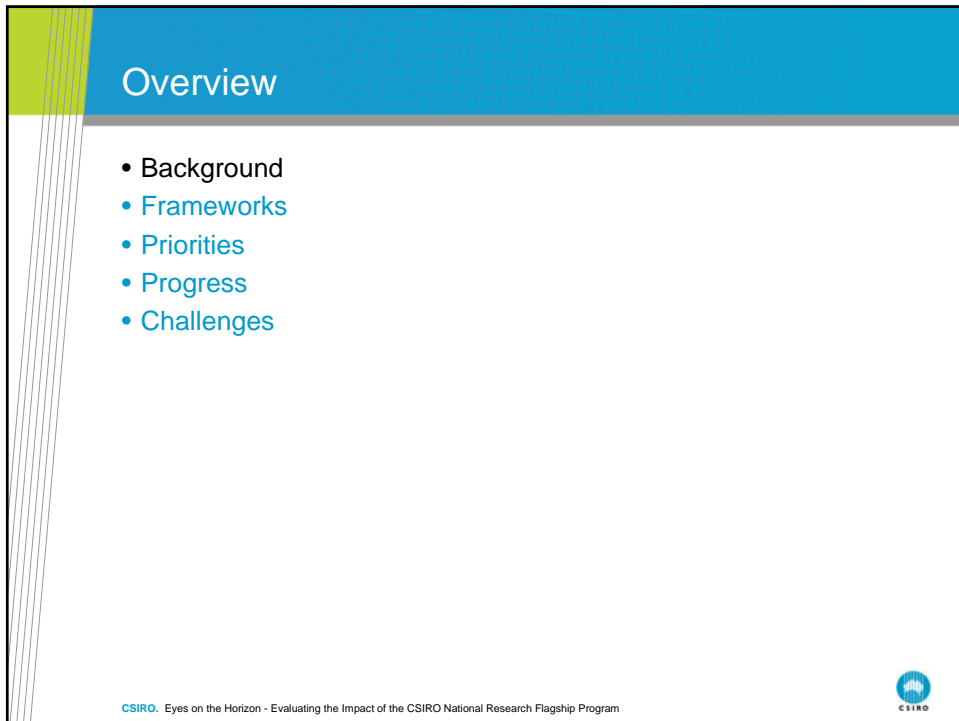 Overview
• Background
• Frameworks
• Priorities
• Progress
• Challenges
CSIRO. Eyes on the Horizon - Evaluating the Impact of the CSIRO National Research Flagship Program
CSIRO